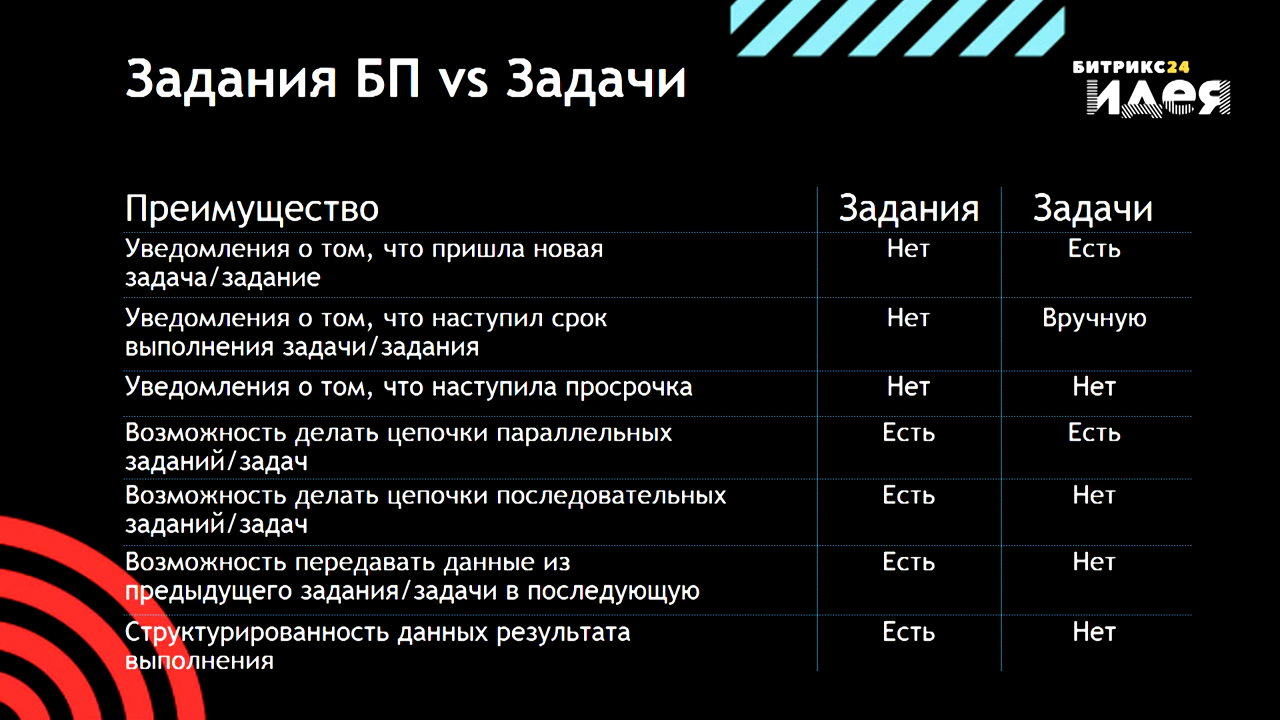 Задания БП vs Задачи
БИТРИКС24
идея
Преимущество Задания Задачи
Уведомления о том, что пришла новая Нет Есть
задача/задание
Уведомления о том, что наступил срок Нет Вручную
выполнения задачи/задания
Уведомления о том, что наступила просрочка Нет Нет
Возможность делать цепочки параллельных Есть Есть
заданий/задач
Возможность делать цепочки последовательных Есть Нет
заданий/задач
Возможность передавать данные из Есть Нет
предыдущего задания/задачи в последующую
Структурированность данных результата Есть Нет
выполнения